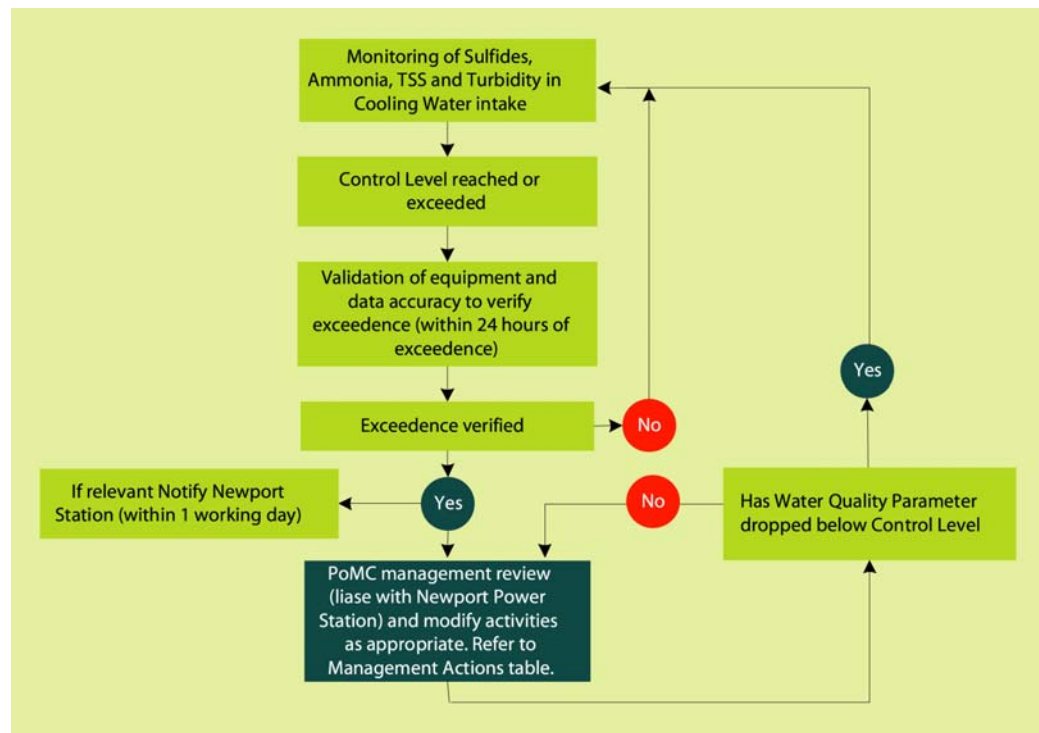 Monitoring of Sulfides,
Ammonia, TSS and Turbidity in
Cooling Water intake
Control Level reached or
exceeded
Validation of equipment and
data accuracy to verify
exceedence (within 24 hours of
exceedence)
Yes
Exceedence verified
No
If relevant Notify Newport
Station (within 1 working day)
Yes
No
Has Water Quality Parameter
dropped below Control Level
PoMC management review
(liase with Newport Power
Station) and modify activities
as appropriate. Refer to
Management Actions table.